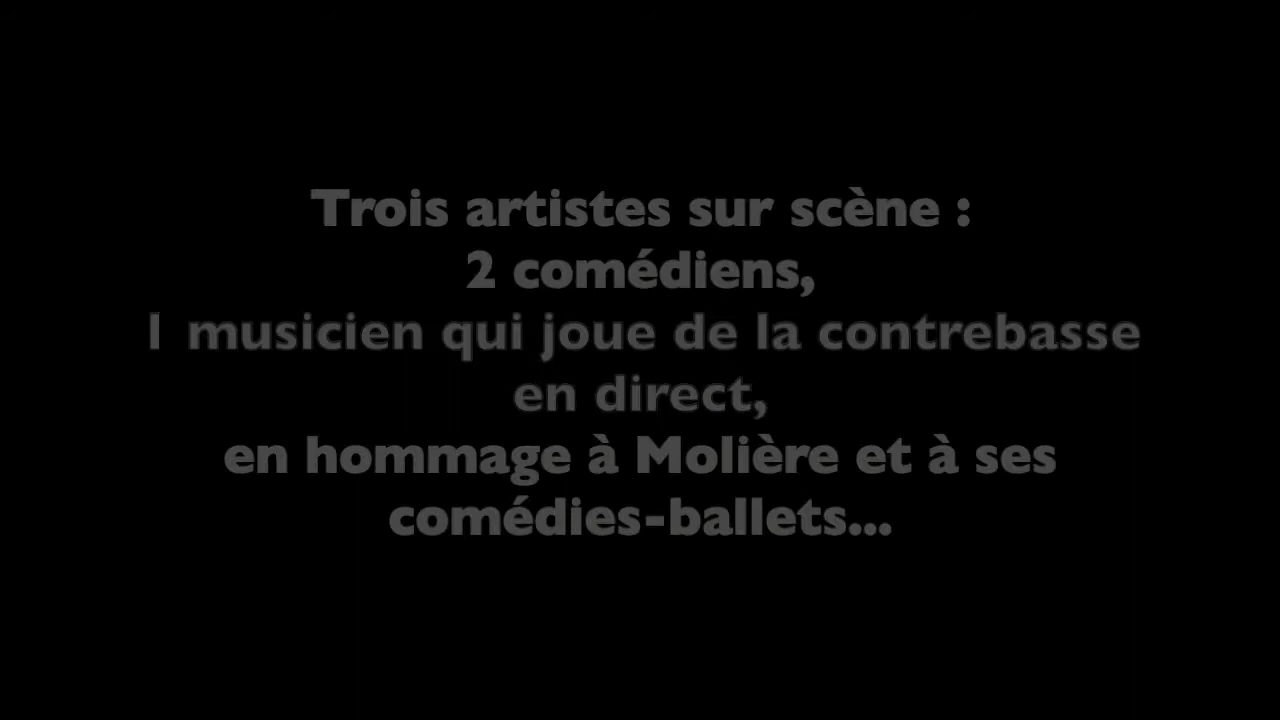 Trois artistes sur scène :
2 comédiens,
1 musicien qui joue de la contrebasse
en direct,
en hommage à Molière et à ses
comédies-ballets...